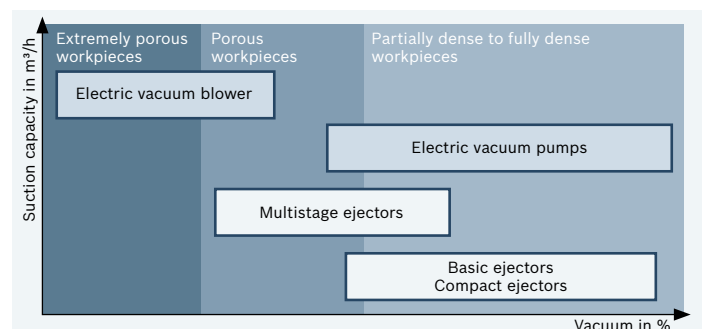 Extremely porous
workpieces
Porous
workpieces
Partially dense to fully dense
workpieces
Suction capacity in m³/h
Electric vacuum blower
Electric vacuum pumps
Multistage ejectors
Basic ejectors
Compact ejectors
Vacuum in %